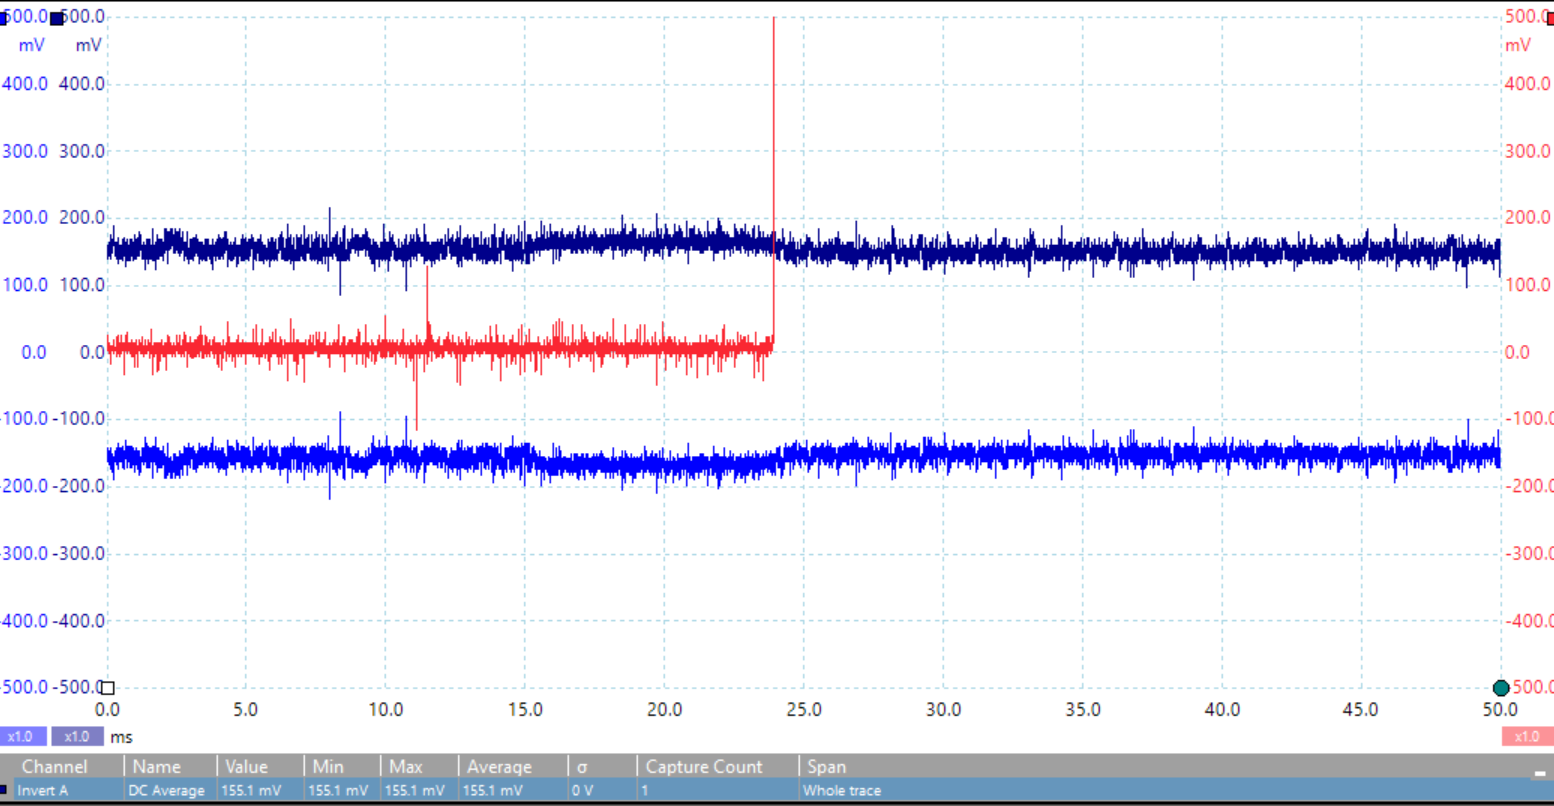 500.0 500.0 500.0
mV mV mV
400.0 400.0 400.0
300.0 300.0 300.0
200.0 200.0 200.0
100.0 100.0 100.0
0.0 0.0 0.0
-100.0 -100.0 -100.0
-200.0 -200.0 -200.0
-300.0 -300.0 -300.0
-400.0 -400.0 -400.0
-500.0 -500.0 -500.0
0.0 5.0 10.0 15.0 20.0 25.0 30.0 35.0 40.0 45.0 50.0
x1.0 x1.0 ms x1.0
Channel Name Value Min Max Average σ Capture Count Span
Invert A DC Average 155.1 mV 155.1 mV 155.1 mV 155.1 mV 0 V 1 Whole trace